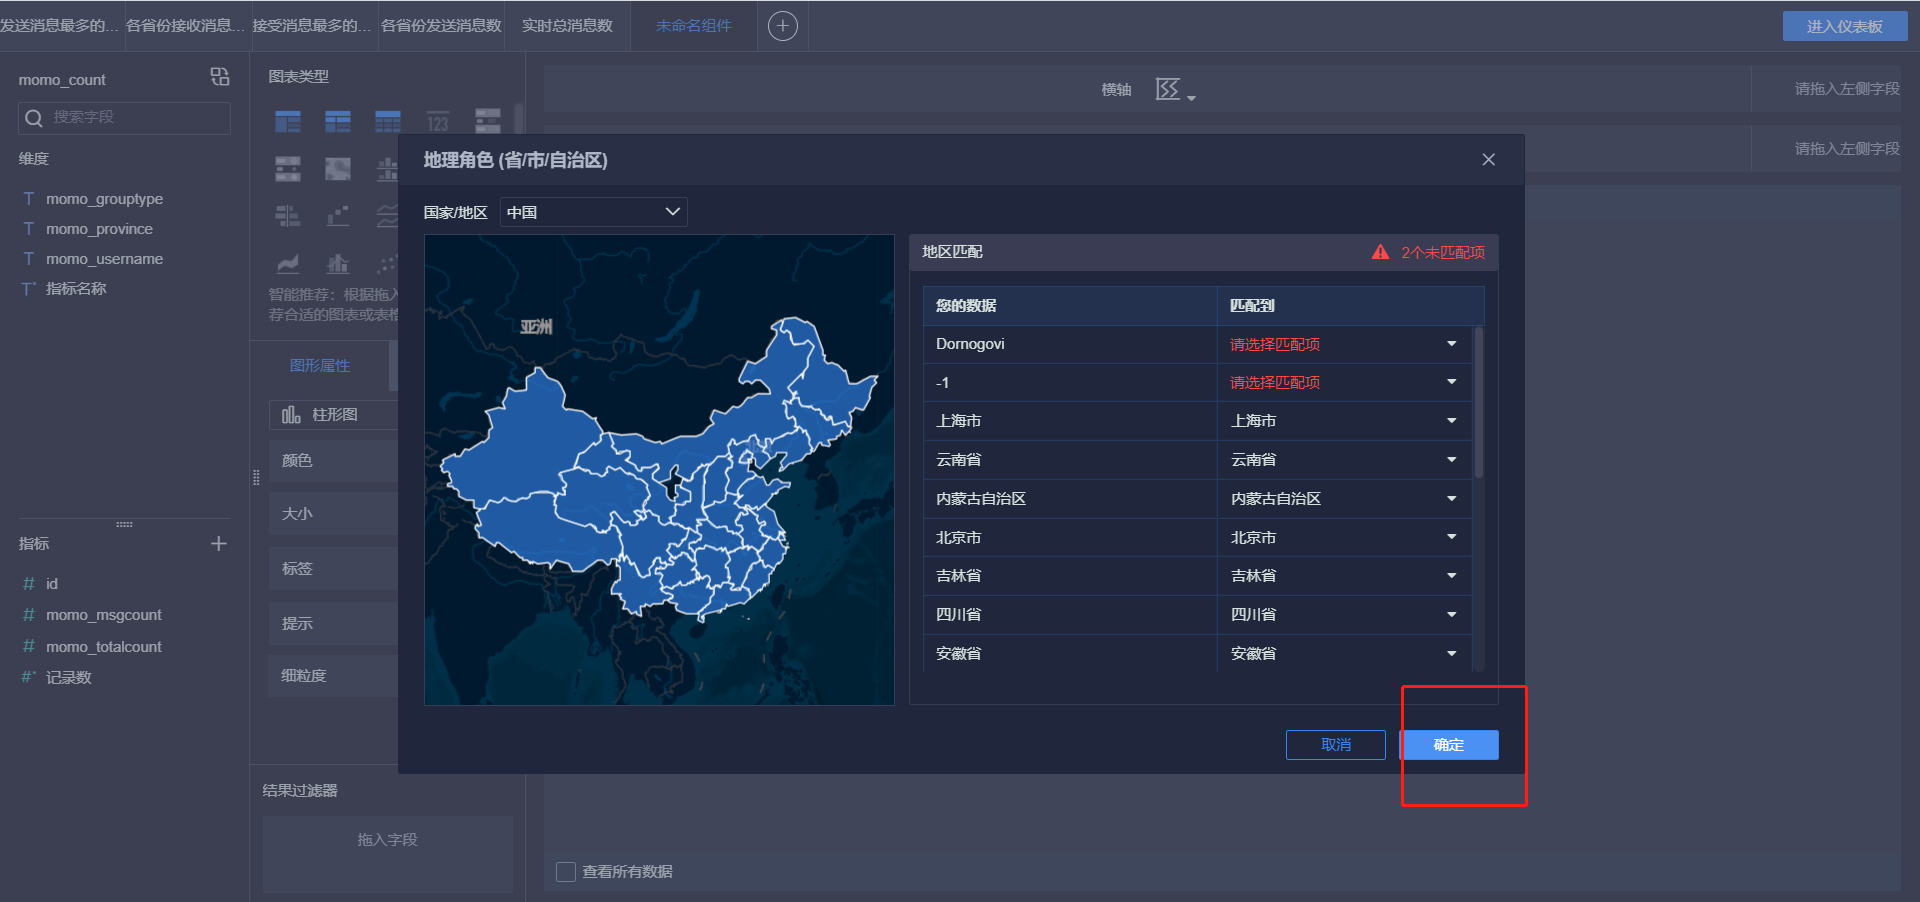 发送消息最多的...
各省份接收消息...
接受消息最多的...
各省份发送消息数
实时总消息数
未命名组件
进入仪表板
momo_count
搜索字段
维度
T momo_grouptype
T momo_province
T momo_username
T* 指标名称
指标
# id
# momo_msgcount
# momo_totalcount
#* 记录数
图表类型
123
智能推荐：根据拖入
荐合适的图表或表格
图形属性
柱形图
颜色
大小
标签
提示
细粒度
结果过滤器
拖入字段
横轴
请拖入左侧字段
请拖入左侧字段
地理角色 (省/市/自治区)
国家/地区
中国
亚洲
地区匹配
2个未匹配项
您的数据 匹配到
Dornogovi 请选择匹配项
-1 请选择匹配项
上海市 上海市
云南省 云南省
内蒙古自治区 内蒙古自治区
北京市 北京市
吉林省 吉林省
四川省 四川省
安徽省 安徽省
取消
确定
查看所有数据